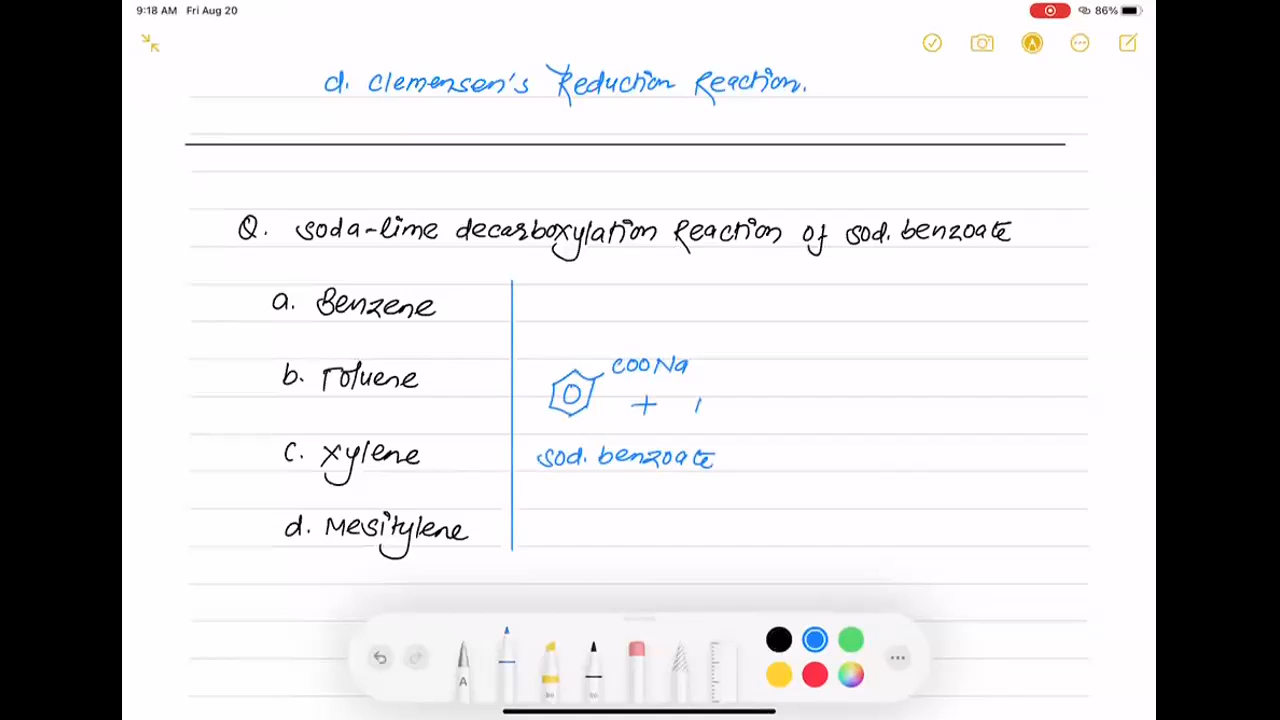 9:18 AM Fri Aug 20
86%
d. Clemensen's Reduction Reaction.
Q. Soda-lime decarboxylation Reaction of sod. benzoate
a. Benzene
b. Toluene
COONa
+
c. Xylene
sod. benzoate
d. Mesitylene